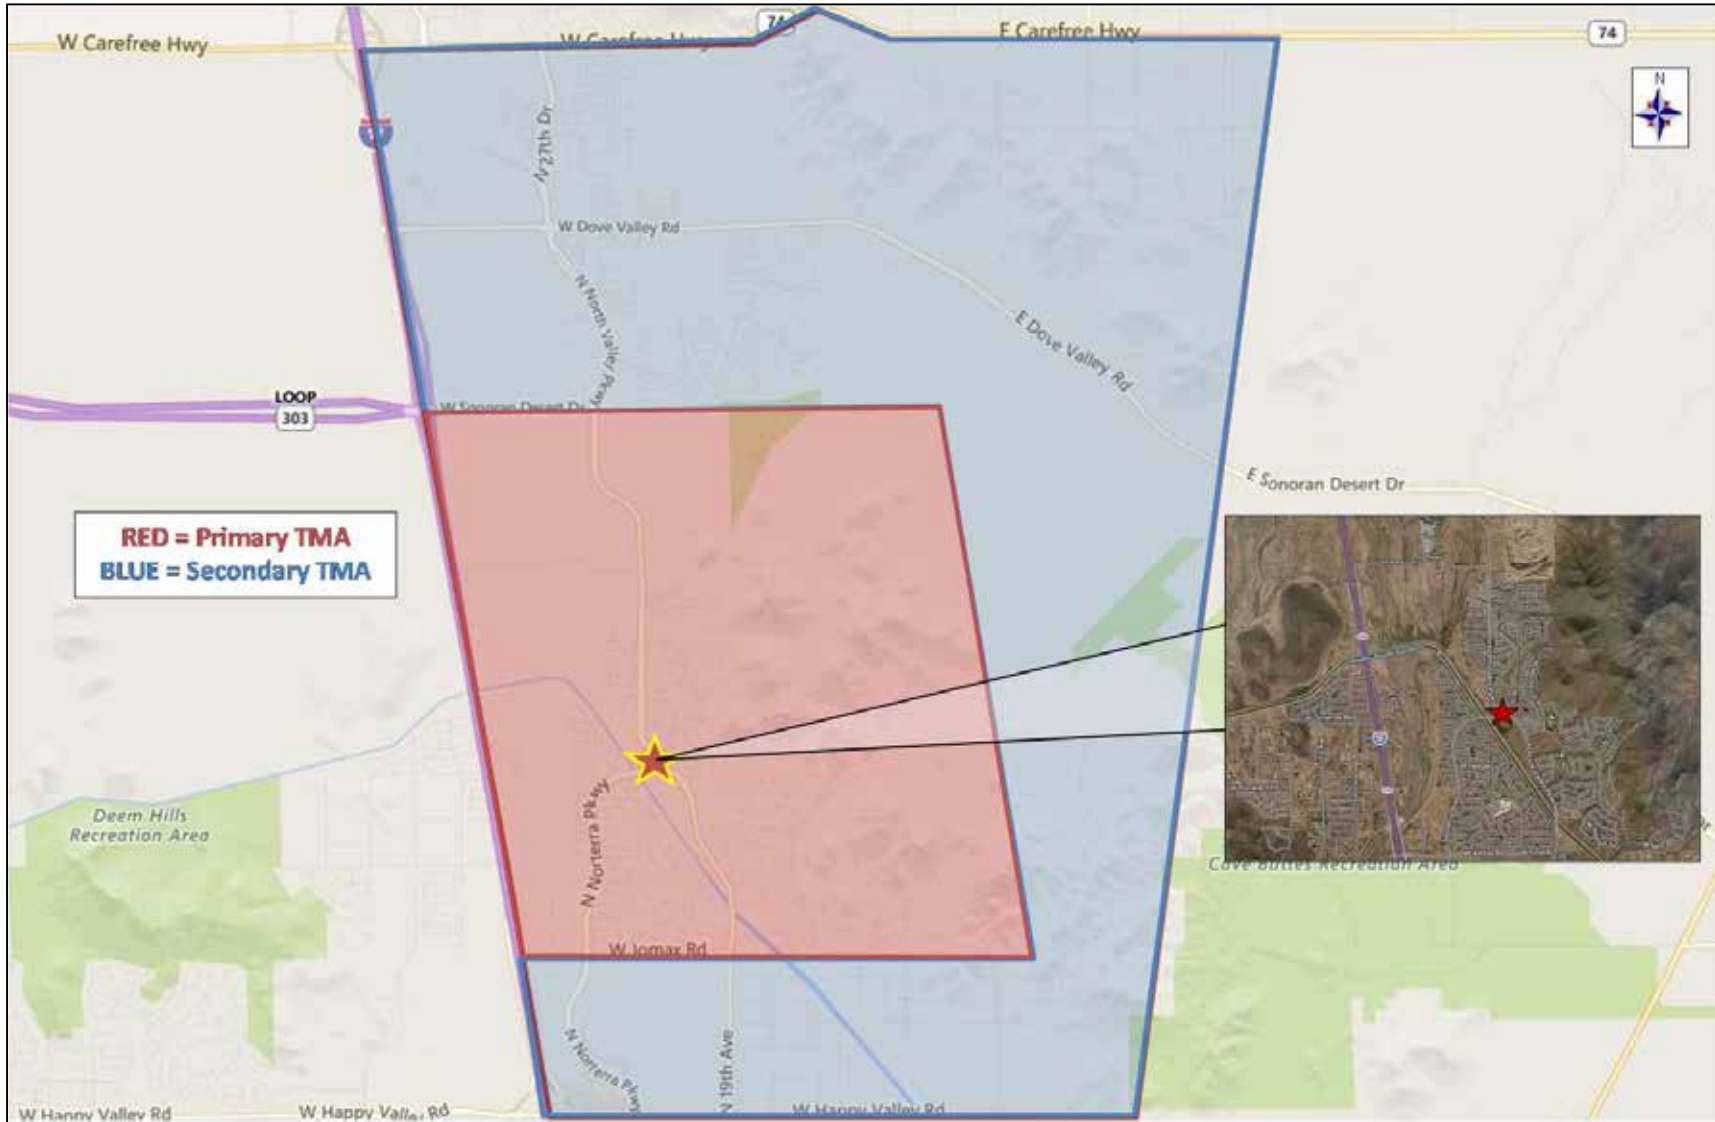 W Carefree Hwy
W Carefree Hwy
74
E Carefree Hwy
74
N
N 27th Dr
W Dove Valley Rd
N North Valley Pkwy
E Dove Valley Rd
LOOP
303
W Sonoran Desert Dr
E Sonoran Desert Dr
RED = Primary TMA
BLUE = Secondary TMA
Deem Hills
Recreation Area
N Norterra Pkwy
Cave Buttes Recreation Area
W Jomax Rd
N Norterra Pkwy
N 19th Ave
W Happy Valley Rd
W Happy Valley Rd
W Happy Valley Rd